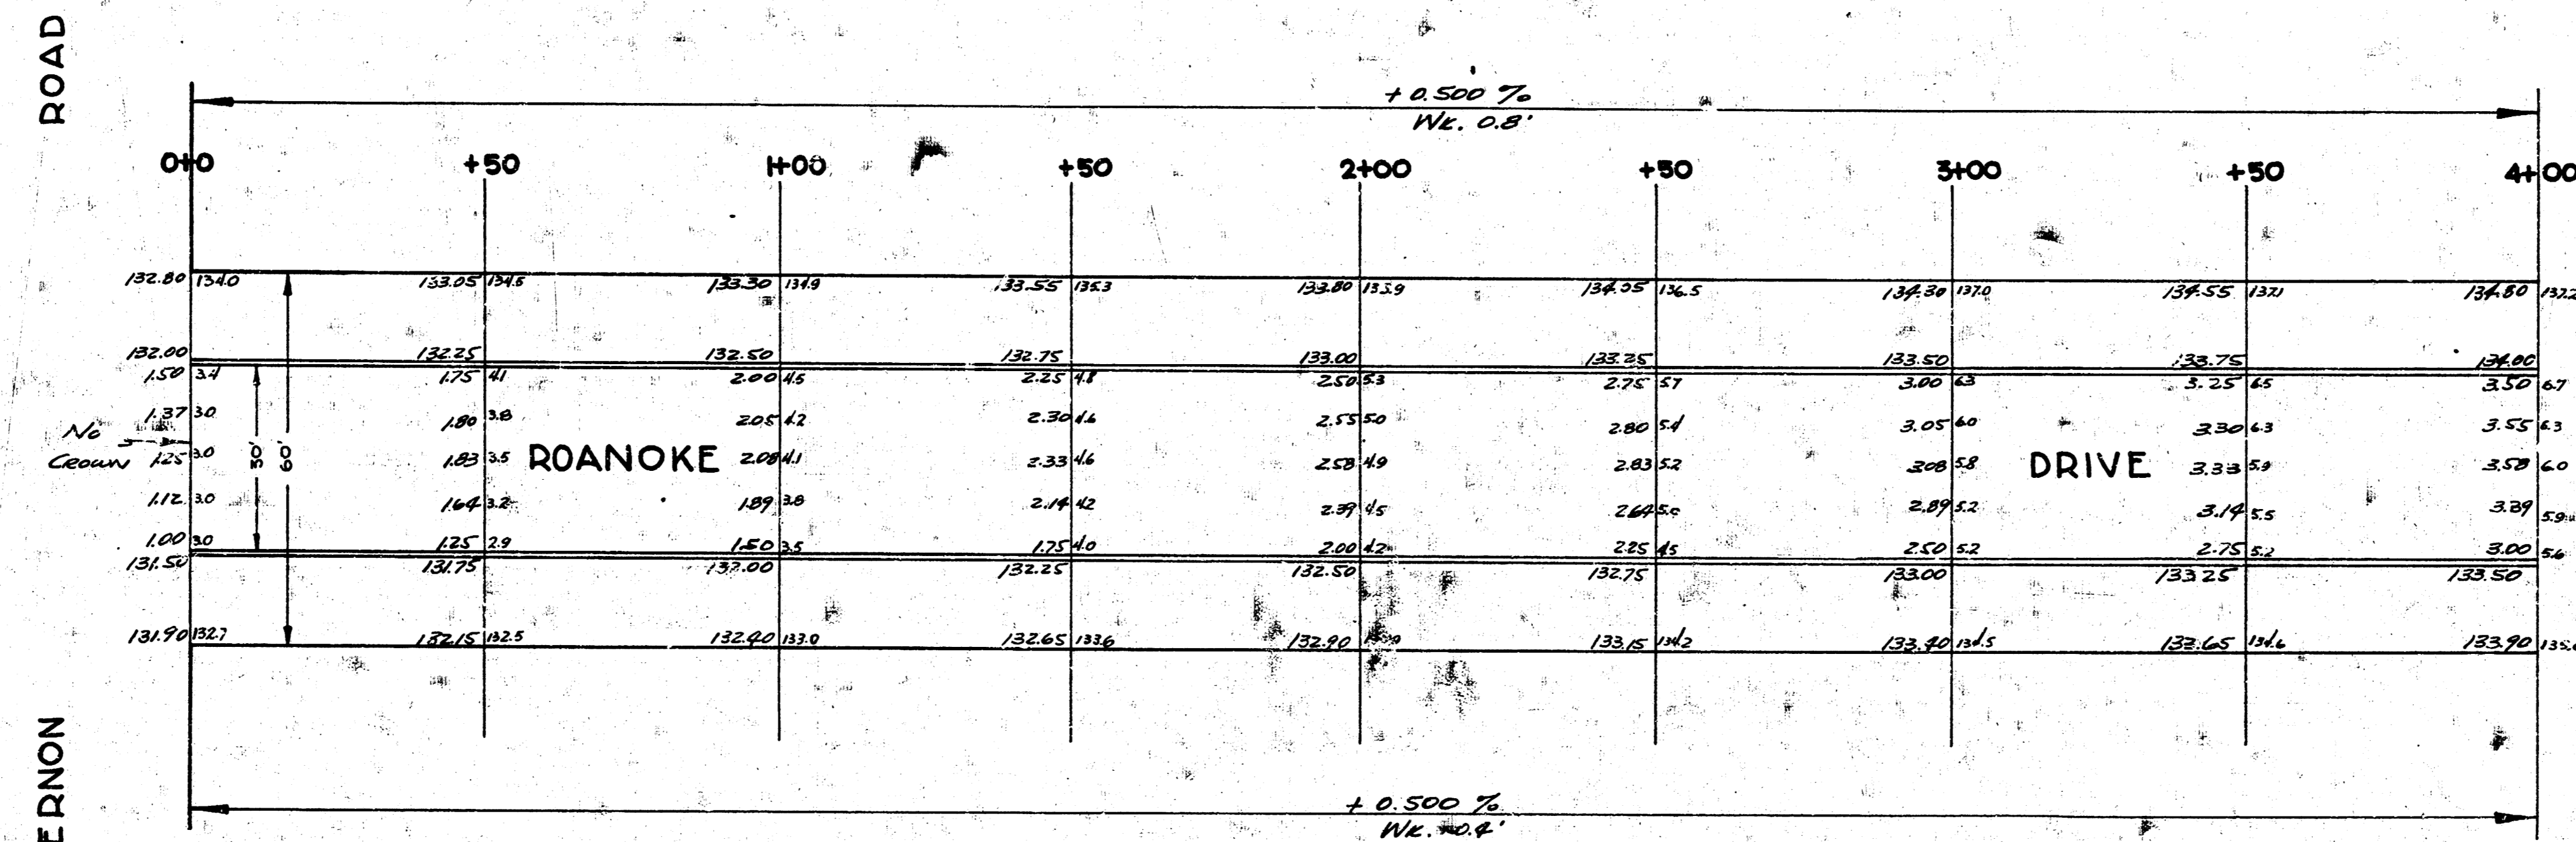 ROAD
+ 0.500 %
Wk. 0.8'
0+0 +50 1+00 +50 2+00 +50 3+00 +50 4+00
132.80 134.0 133.05 134.6 133.30 134.9 133.55 135.3 133.80 135.9 134.05 136.5 134.30 137.0 134.55 137.1 134.80 137.2
132.00 132.25 132.50 132.75 133.00 133.25 133.50 133.75 134.00
1.50 3.4 1.75 4.1 2.00 4.5 2.25 4.8 2.50 5.3 2.75 5.7 3.00 6.3 3.25 6.5 3.50 6.7
1.37 3.0 1.80 3.8 2.05 4.2 2.30 4.6 2.55 5.0 2.80 5.4 3.05 6.0 3.30 6.3 3.55 6.3
No
Crown 1.25 3.0 30' 60' 1.83 3.5 ROANOKE 2.08 4.1 2.33 4.6 2.58 4.9 2.83 5.2 3.08 5.8 DRIVE 3.33 5.9 3.58 6.0
1.12 3.0 1.64 3.2 1.89 3.8 2.14 4.2 2.39 4.5 2.64 5.0 2.89 5.2 3.14 5.5 3.39 5.9
1.00 3.0 1.25 2.9 1.50 3.5 1.75 4.0 2.00 4.2 2.25 4.5 2.50 5.2 2.75 5.2 3.00 5.6
131.50 131.75 132.00 132.25 132.50 132.75 133.00 133.25 133.50
131.90 132.7 132.15 132.5 132.40 133.0 132.65 133.6 132.90 133.15 134.2 133.40 134.5 133.65 134.6 133.90
ERNON
+ 0.500 %
Wk. 0.4'